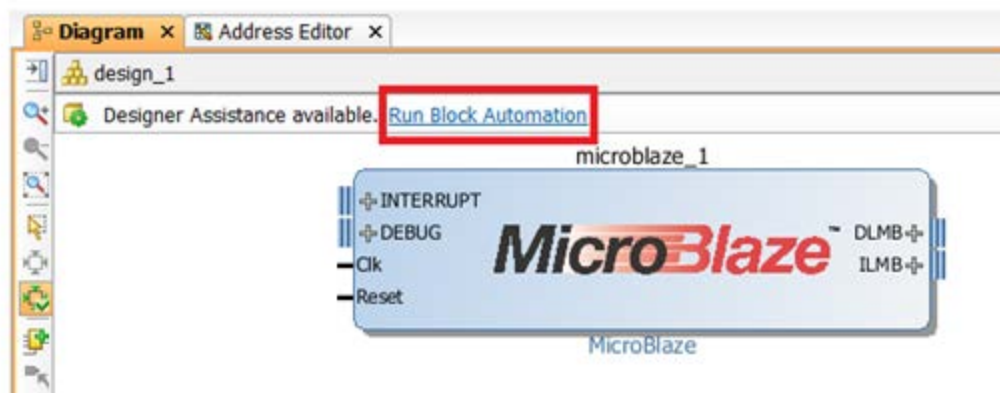 Diagram × Address Editor ×
design_1
Designer Assistance available. Run Block Automation
microblaze_1
INTERRUPT
DEBUG
Clk
Reset
MicroBlaze™
DLMB
ILMB
MicroBlaze